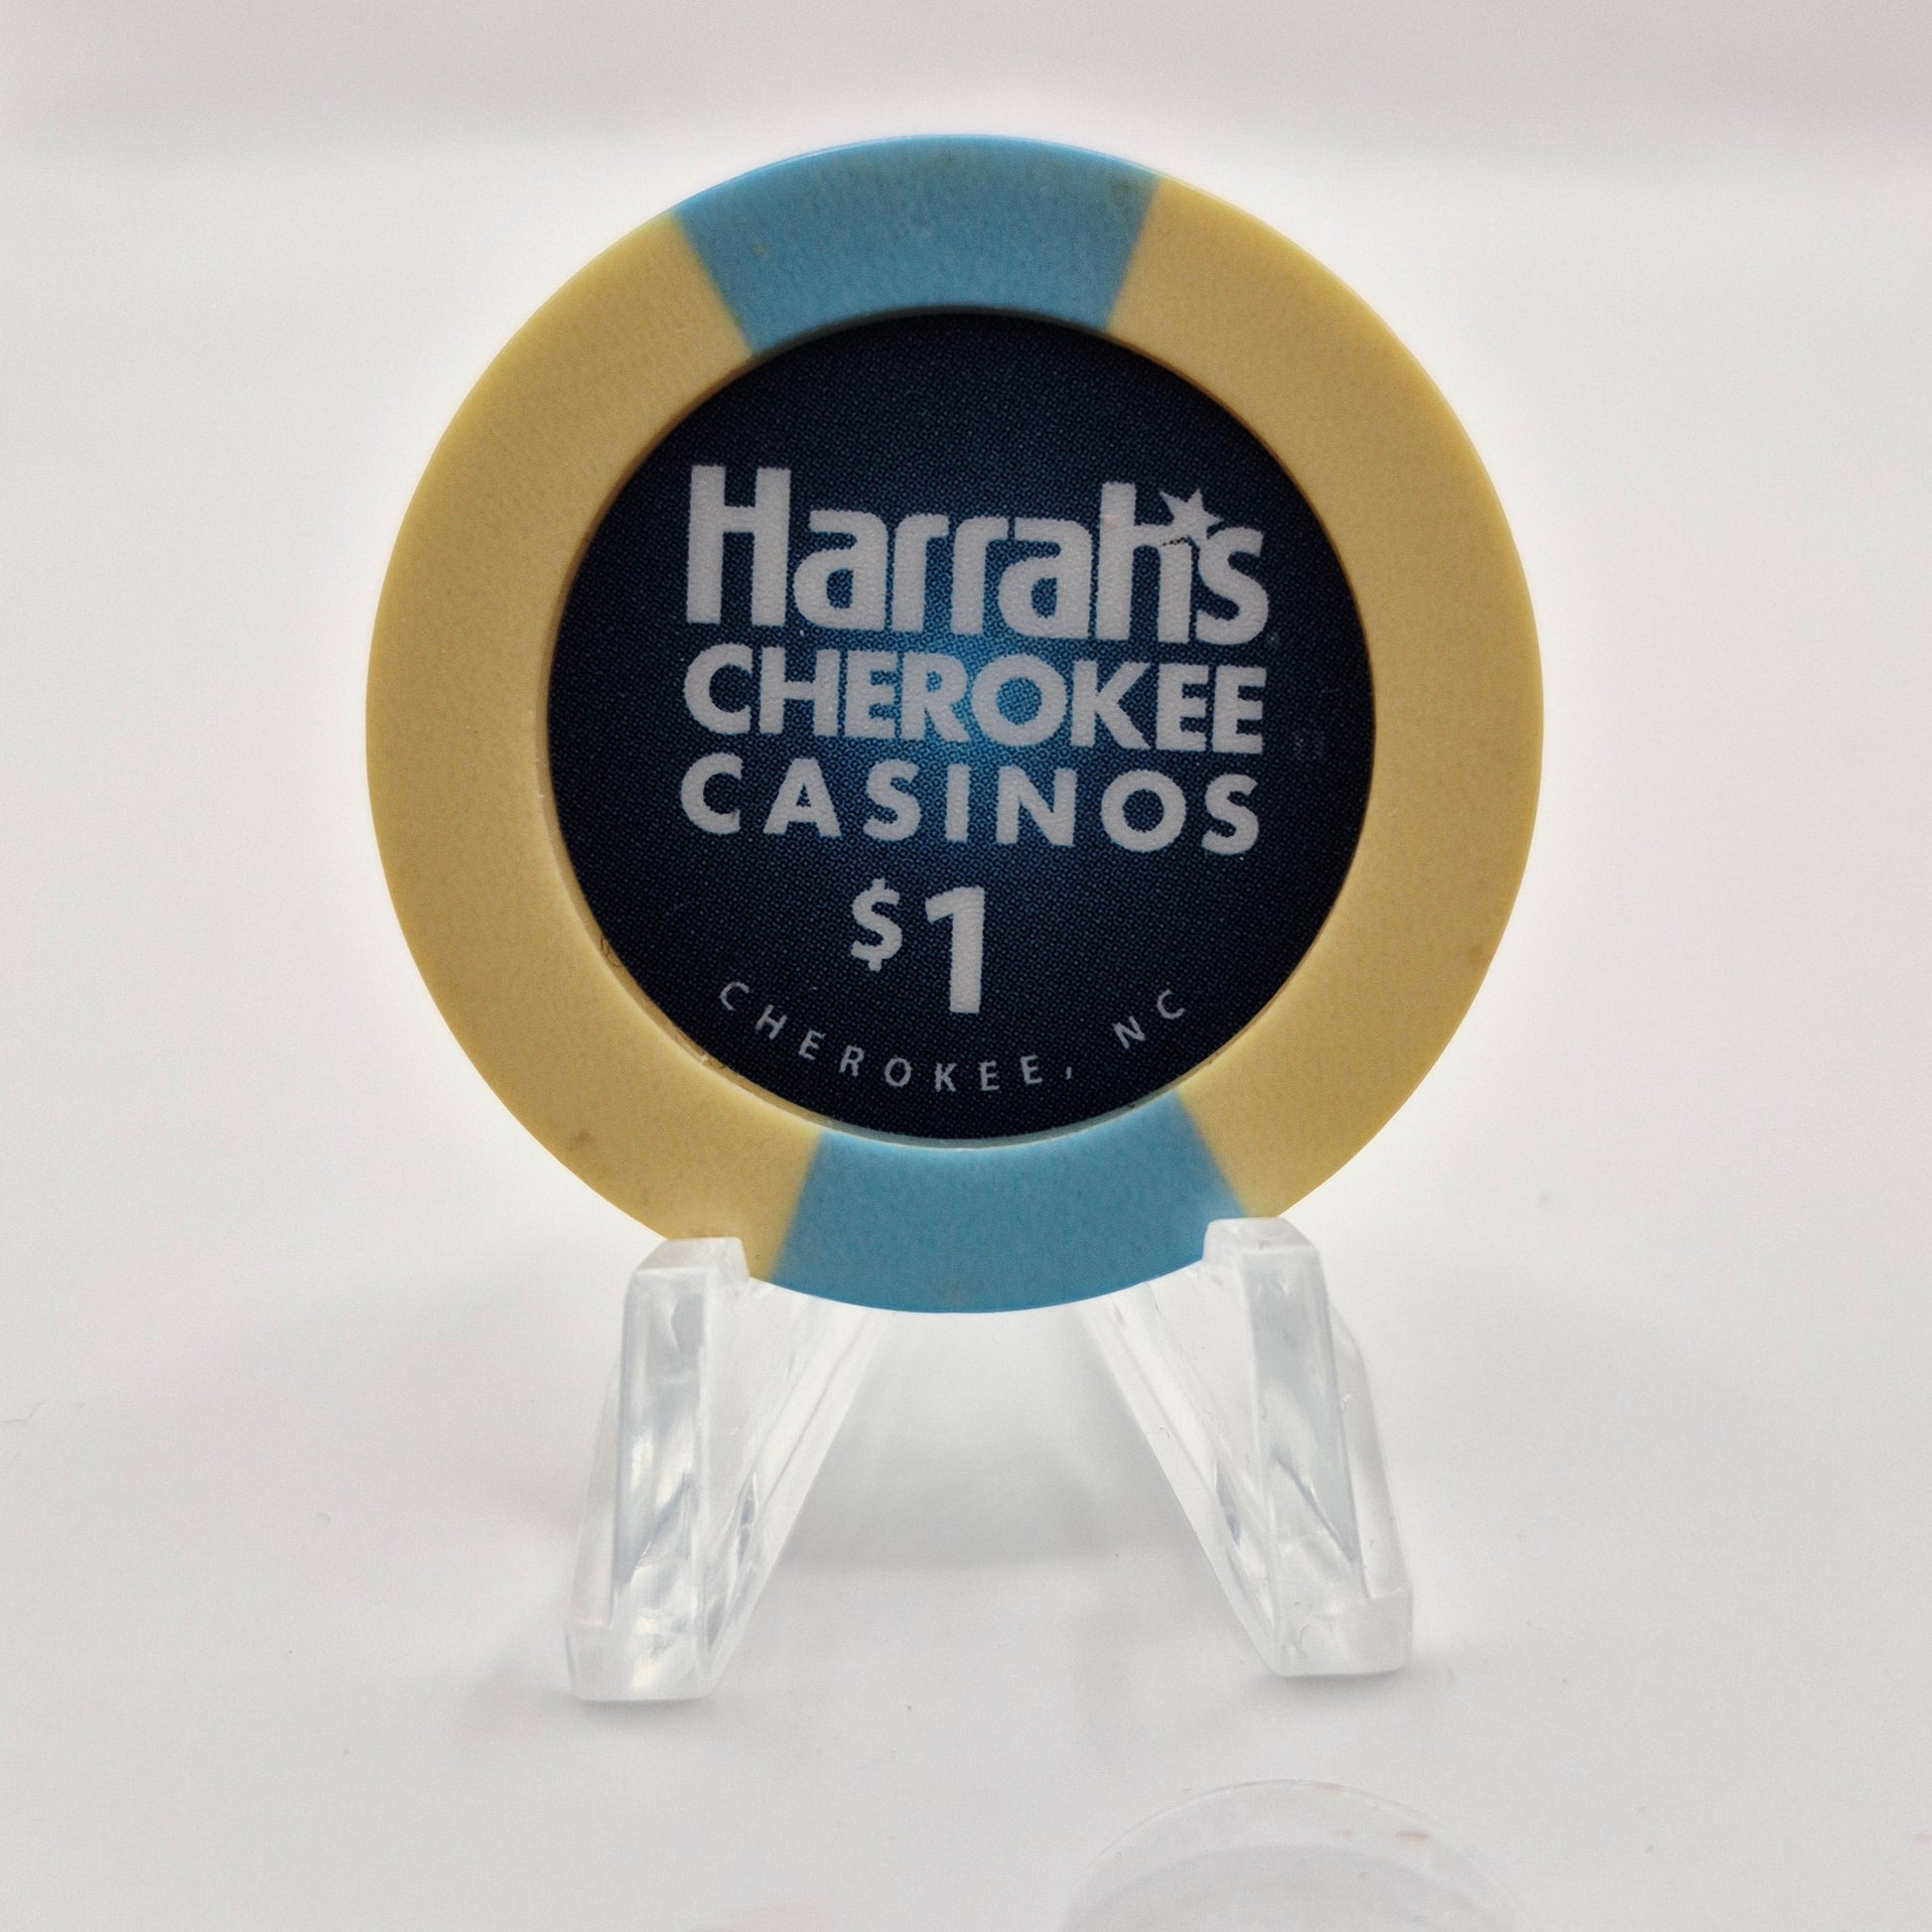 Harrah's
CHEROKEE
CASINOS
$1
CHEROKEE, NC